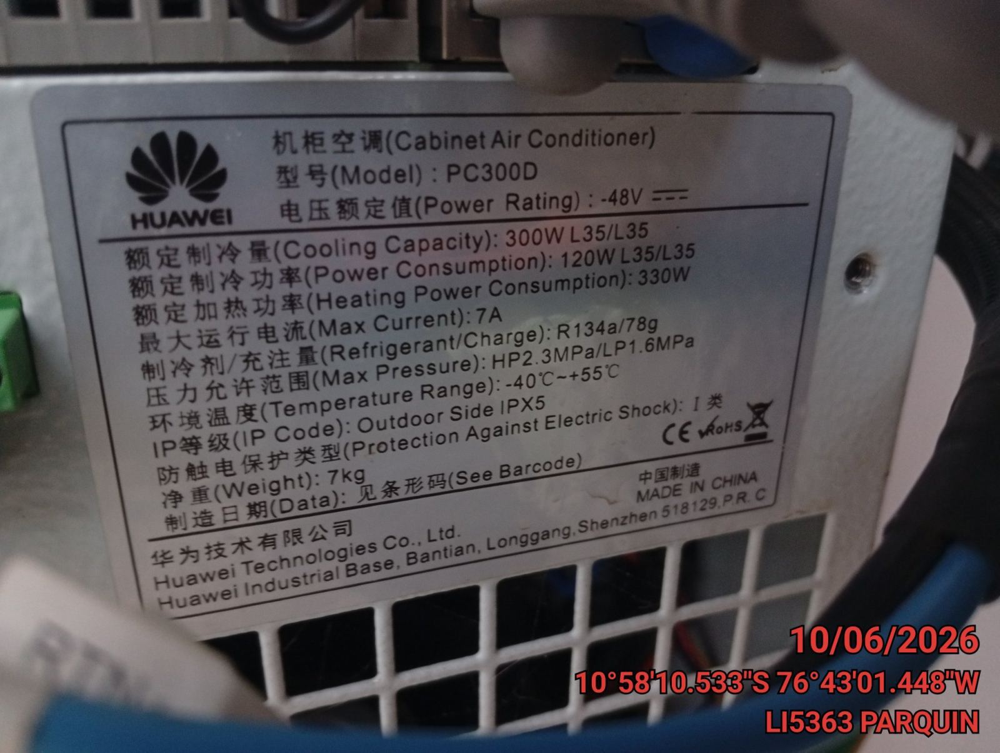 HUAWEI
机柜空调(Cabinet Air Conditioner)
型号(Model) : PC300D
电压额定值(Power Rating) : -48V
额定制冷量(Cooling Capacity): 300W L35/L35
额定制冷功率(Power Consumption): 120W L35/L35
额定加热功率(Heating Power Consumption): 330W
最大运行电流(Max Current): 7A
制冷剂/充注量(Refrigerant/Charge): R134a/78g
压力允许范围(Max Pressure): HP2.3MPa/LP1.6MPa
环境温度(Temperature Range): -40℃~+55℃
IP等级(IP Code): Outdoor Side IPX5
防触电保护类型(Protection Against Electric Shock): I 类
净重(Weight): 7kg
CE RoHS
制造日期(Data): 见条形码(See Barcode)
中国制造
MADE IN CHINA
华为技术有限公司
Huawei Technologies Co., Ltd.
Huawei Industrial Base, Bantian, Longgang,Shenzhen 518129,P.R. C
10/06/2026
10°58'10.533"S 76°43'01.448"W
LI5363 PARQUIN